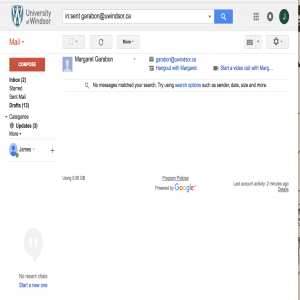 University
of Windsor
in:sent garabon@uwindsor.ca
J
Mail
More
COMPOSE
Inbox (2)
Starred
Sent Mail
Drafts (13)
Categories
Updates (3)
More
James
+
Margaret Garabon
garabon@uwindsor.ca
Hangout with Margaret
Start a video call with Marg...
No messages matched your search. Try using search options such as sender, date, size and more.
Using 0.09 GB
Program Policies
Powered by Google
Last account activity: 2 minutes ago
Details
No recent chats
Start a new one